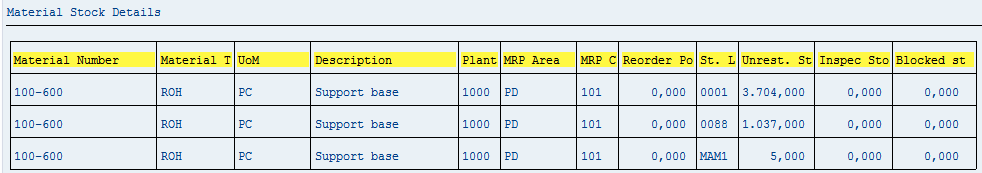 Material Stock Details
Material Number Material T UoM Description Plant MRP Area MRP C Reorder Po St. L Unrest. St Inspec Sto Blocked st
100-600 ROH PC Support base 1000 PD 101 0,000 0001 3.704,000 0,000 0,000
100-600 ROH PC Support base 1000 PD 101 0,000 0088 1.037,000 0,000 0,000
100-600 ROH PC Support base 1000 PD 101 0,000 MAM1 5,000 0,000 0,000